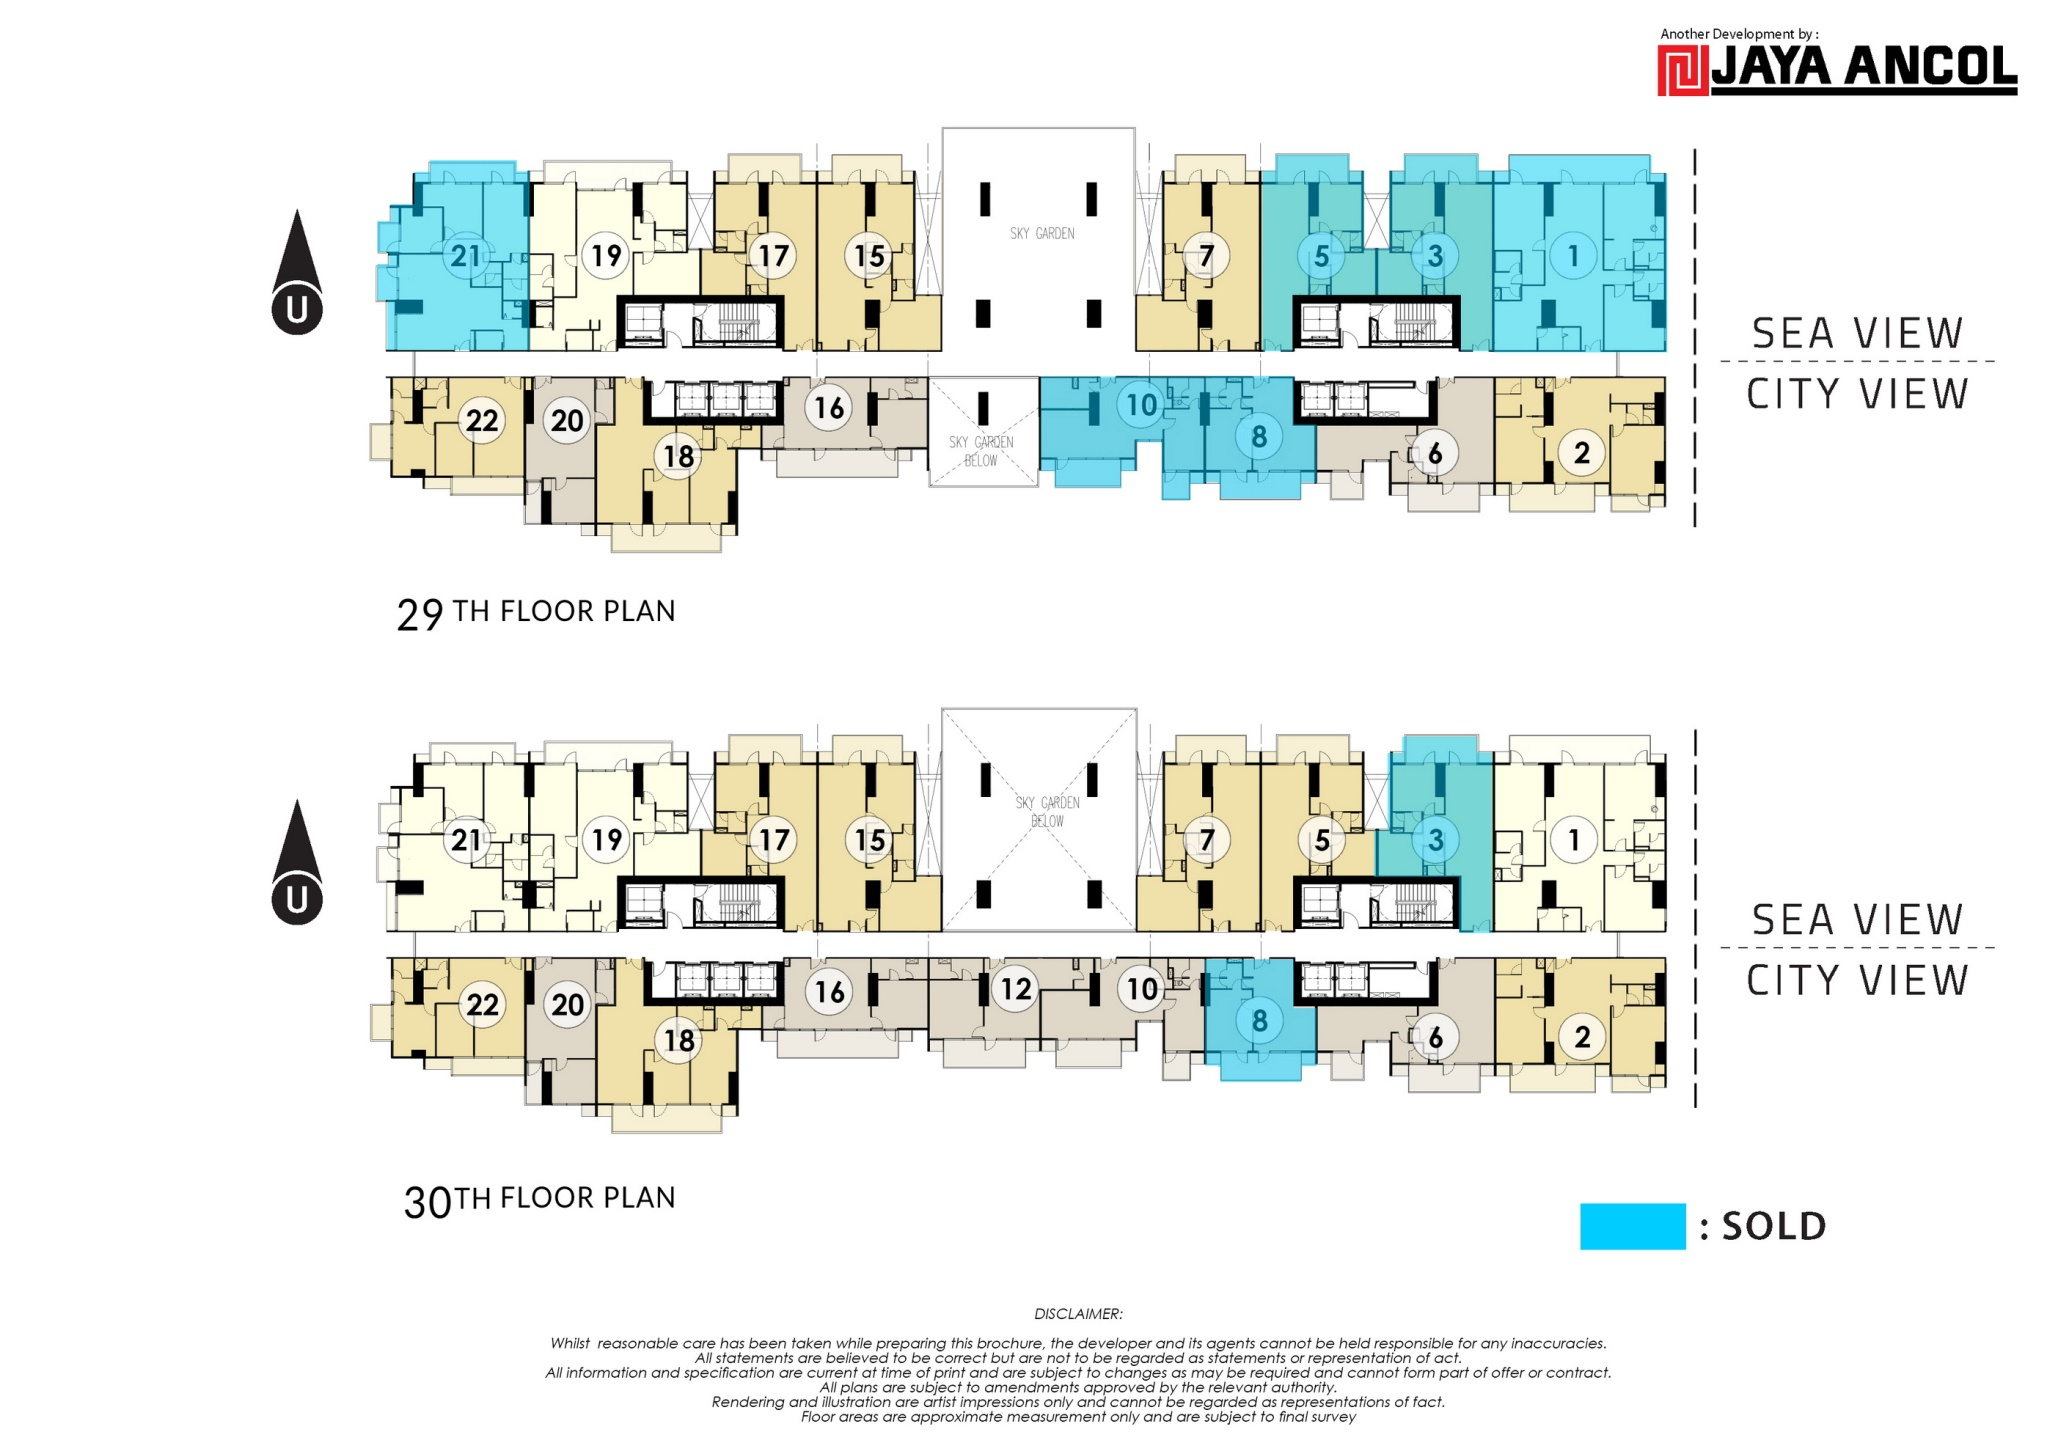 Another Development by :
JAYA ANCOL
21
19
17
15
SKY GARDEN
7
5
3
1
U
SEA VIEW
CITY VIEW
22
20
18
16
SKY GARDEN
BELOW
10
8
6
2
29 TH FLOOR PLAN
21
19
17
15
SKY GARDEN
BELOW
7
5
3
1
U
SEA VIEW
CITY VIEW
22
20
18
16
12
10
8
6
2
30TH FLOOR PLAN
: SOLD
DISCLAIMER:
Whilst reasonable care has been taken while preparing this brochure, the developer and its agents cannot be held responsible for any inaccuracies.
All statements are believed to be correct but are not to be regarded as statements or representation of act.
All information and specification are current at time of print and are subject to changes as may be required and cannot form part of offer or contract.
All plans are subject to amendments approved by the relevant authority.
Rendering and illustration are artist impressions only and cannot be regarded as representations of fact.
Floor areas are approximate measurement only and are subject to final survey